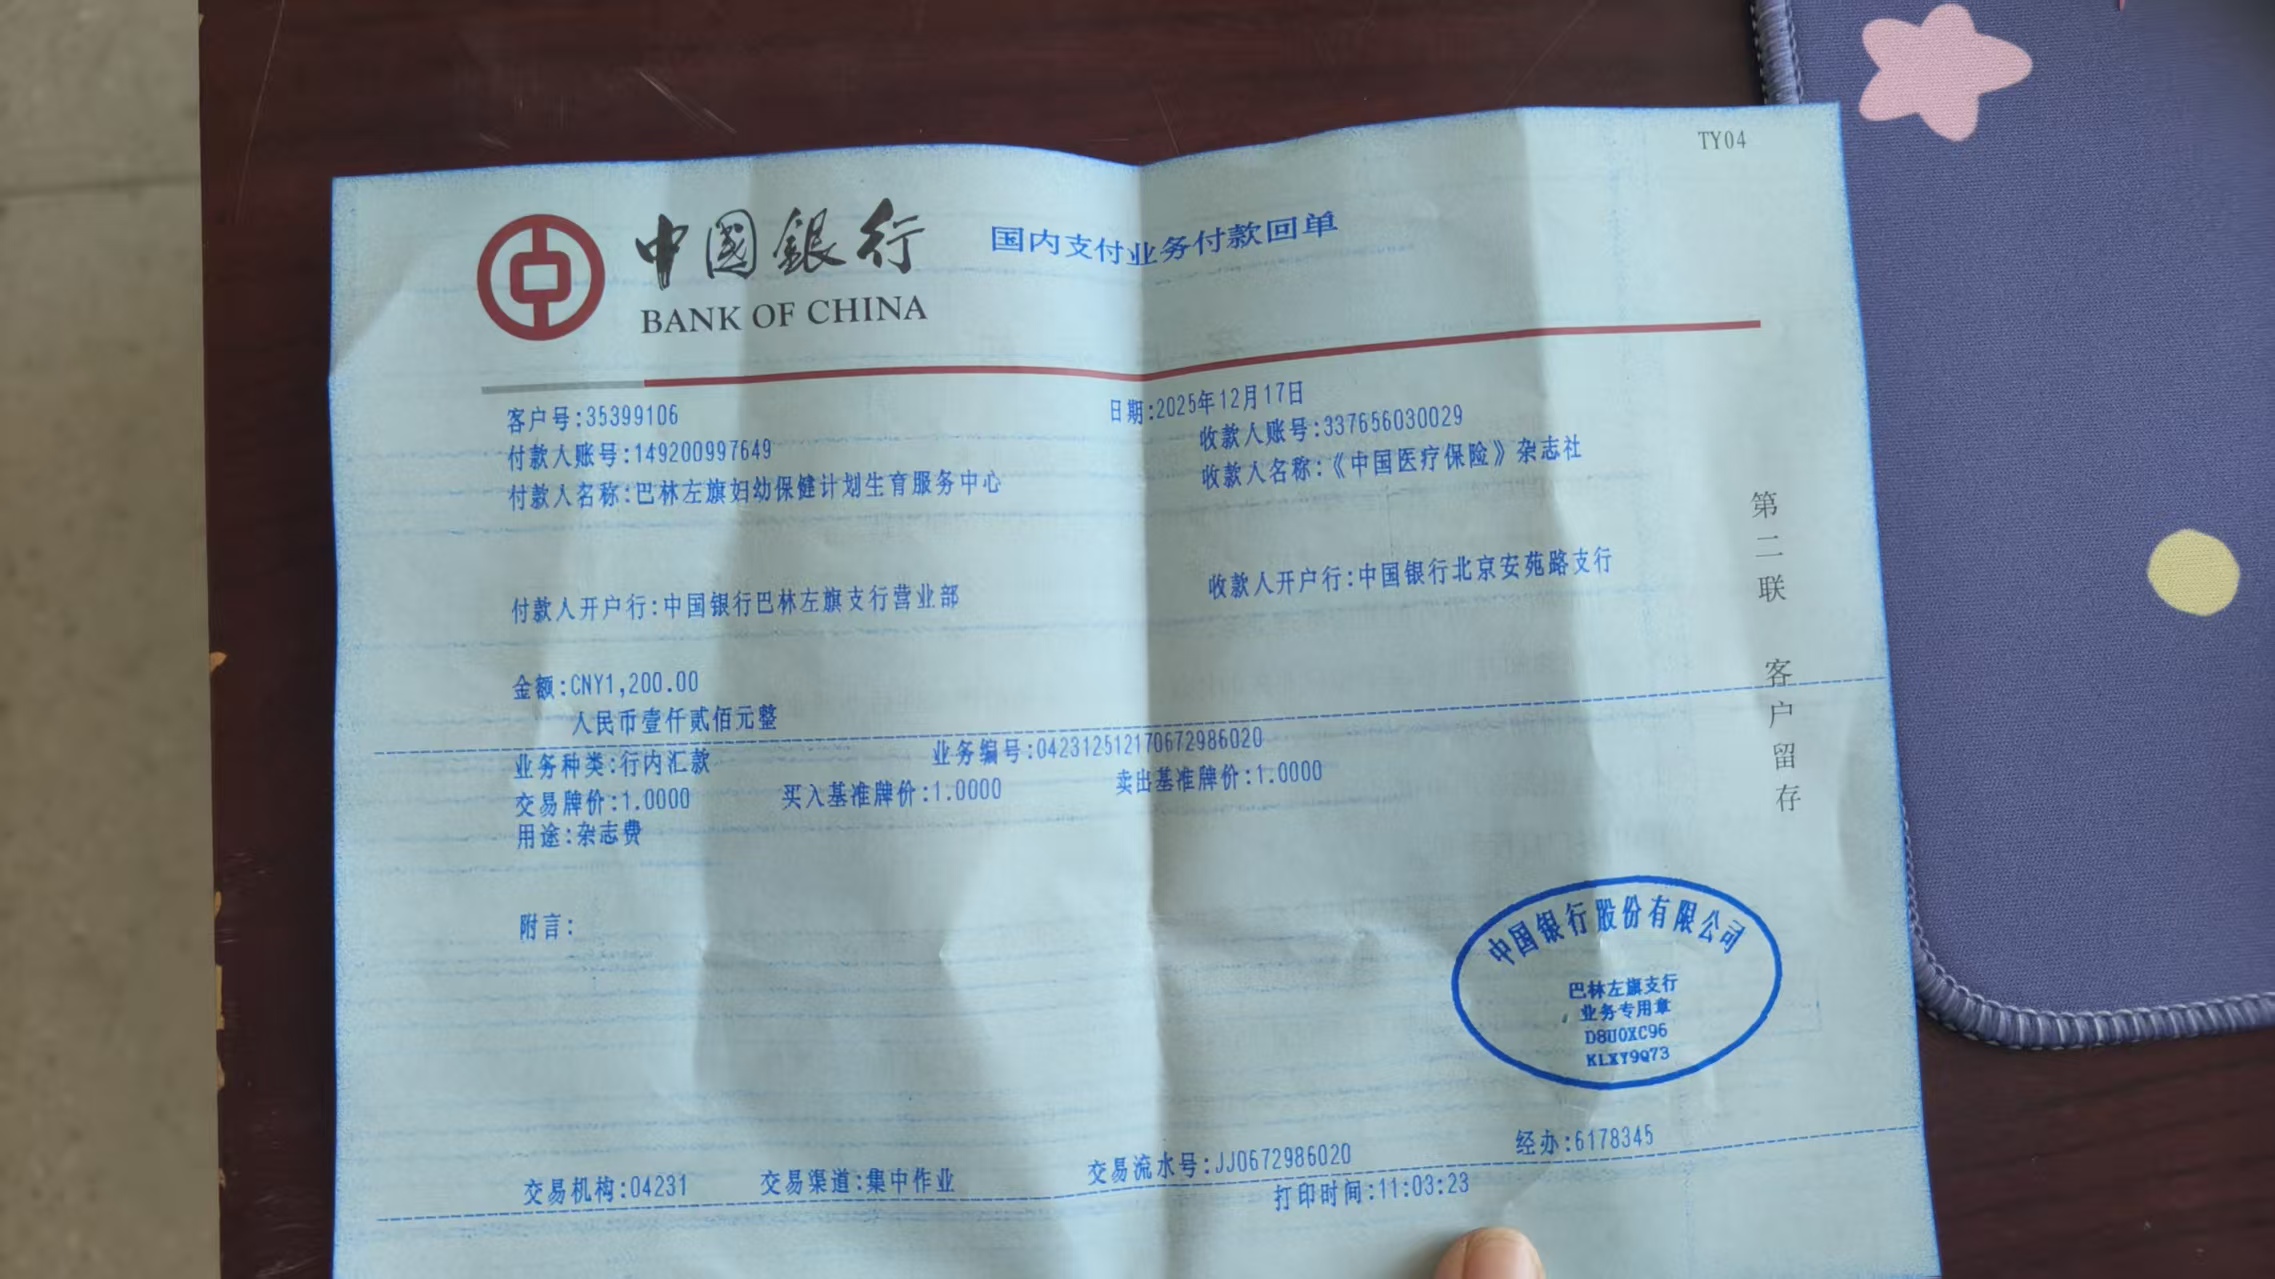 TY04
中國銀行
BANK OF CHINA
国内支付业务付款回单
客户号:35399106
日期:2025年12月17日
付款人账号:149200997649
收款人账号:337656030029
付款人名称:巴林左旗妇幼保健计划生育服务中心
收款人名称:《中国医疗保险》杂志社
付款人开户行:中国银行巴林左旗支行营业部
收款人开户行:中国银行北京安苑路支行
金额:CNY1,200.00
人民币壹仟贰佰元整
业务种类:行内汇款
业务编号:042312512170672986020
交易牌价:1.0000
买入基准牌价:1.0000
卖出基准牌价:1.0000
用途:杂志费
附言:
第二联 客户留存
中国银行股份有限公司
巴林左旗支行
业务专用章
D8U0XC96
KLXY9Q73
交易机构:04231
交易渠道:集中作业
交易流水号:JJ0672986020
经办:6178345
打印时间:11:03:23